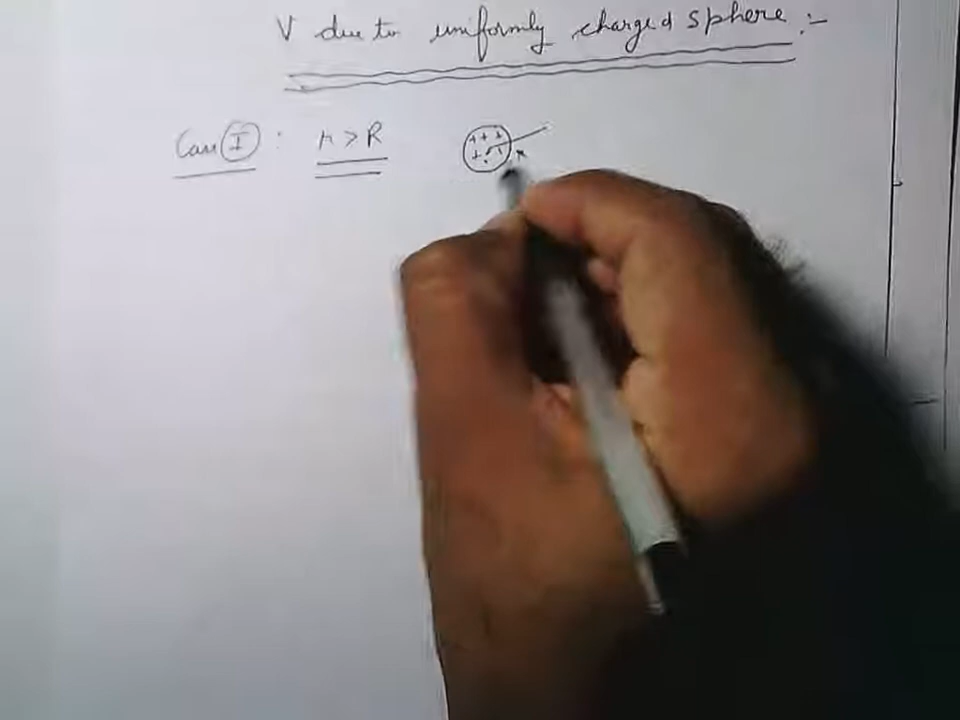 V due to uniformly charged sphere :-
Case I : r > R
+ + +
+ +